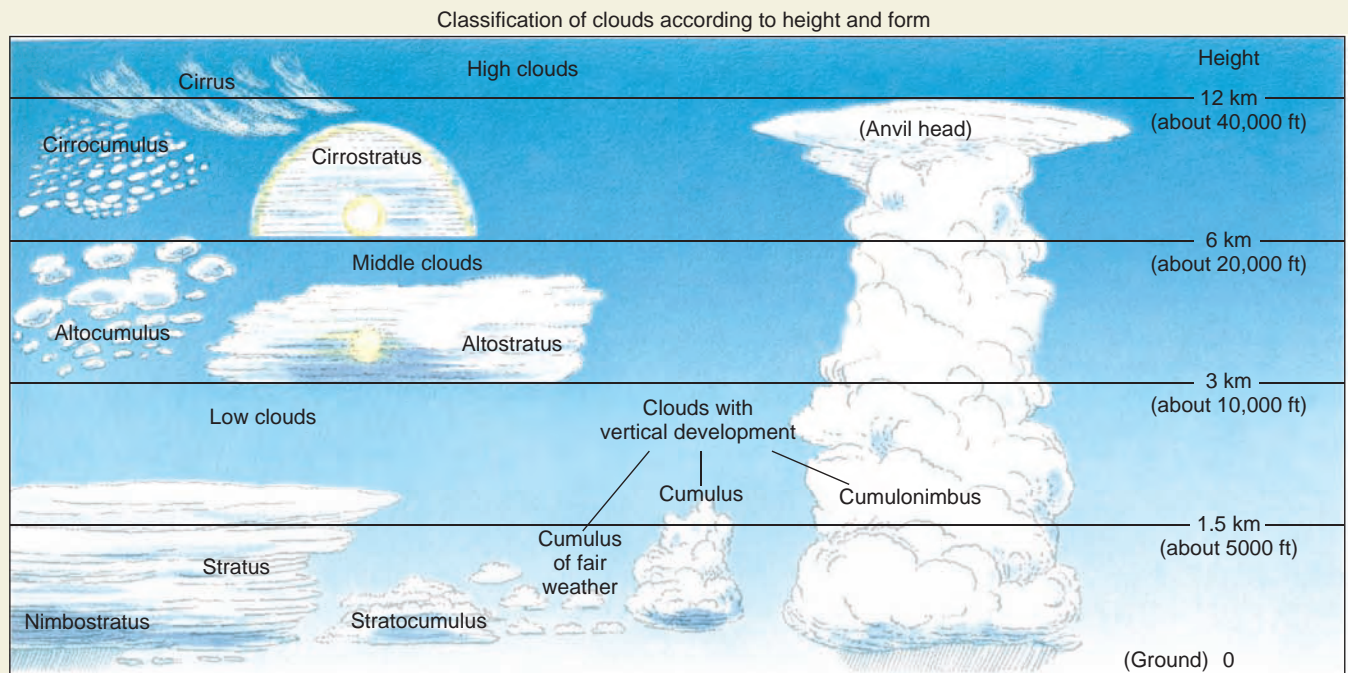 Classification of clouds according to height and form
Cirrus
High clouds
Height
12 km
(about 40,000 ft)
(Anvil head)
Cirrocumulus
Cirrostratus
6 km
(about 20,000 ft)
Middle clouds
Altocumulus
Altostratus
3 km
(about 10,000 ft)
Low clouds
Clouds with
vertical development
Cumulus
Cumulonimbus
1.5 km
(about 5000 ft)
Cumulus
of fair
weather
Stratus
Nimbostratus
Stratocumulus
(Ground) 0